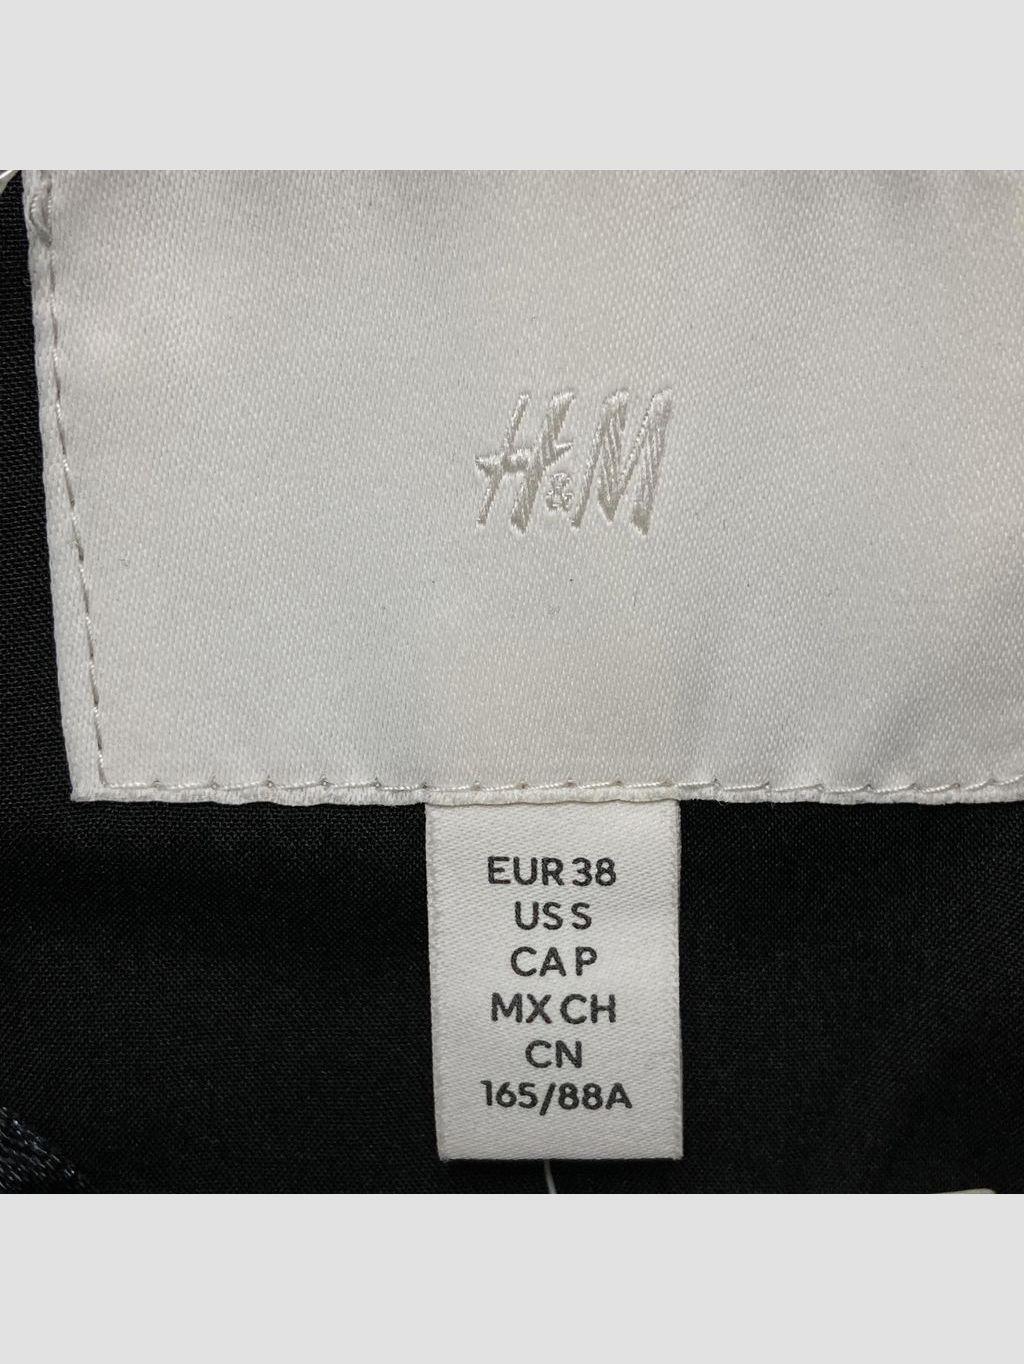 H&M
EUR 38
US S
CA P
MX CH
CN
165/88A